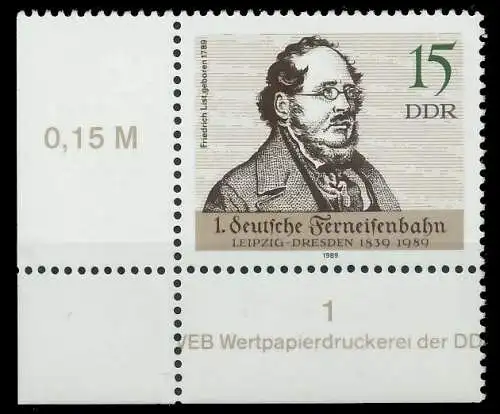 15
DDR
Friedrich List, geboren 1789
0,15 M
1. deutsche Ferneisenbahn
LEIPZIG-DRESDEN 1839 1989
1989
1
VEB Wertpapierdruckerei der DD